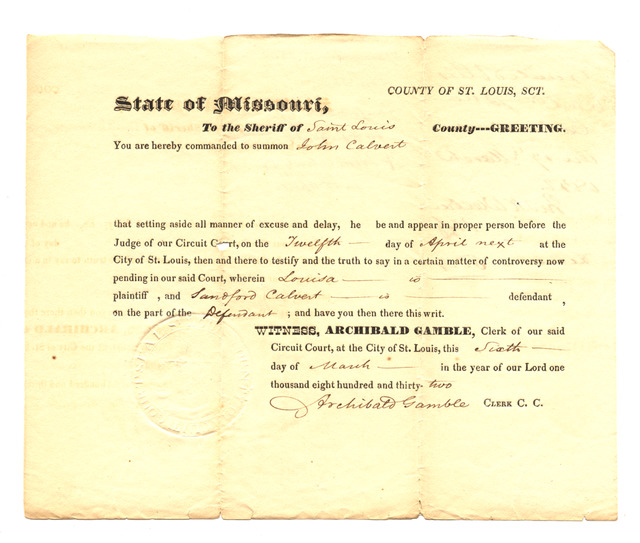 COUNTY OF ST. LOUIS, SCT.
State of Missouri,
To the Sheriff of Saint Louis County---GREETING.
You are hereby commanded to summon John Calvert
that setting aside all manner of excuse and delay, he be and appear in proper person before the
Judge of our Circuit Court, on the Twelfth day of April next at the
City of St. Louis, then and there to testify and the truth to say in a certain matter of controversy now
pending in our said Court, wherein Louisa is
plaintiff , and Sandford Calvert is defendant ,
on the part of the Defendant ; and have you then there this writ.
WITNESS, ARCHIBALD GAMBLE, Clerk of our said
Circuit Court, at the City of St. Louis, this Sixth
day of March in the year of our Lord one
thousand eight hundred and thirty-two
Archibald Gamble CLERK C. C.